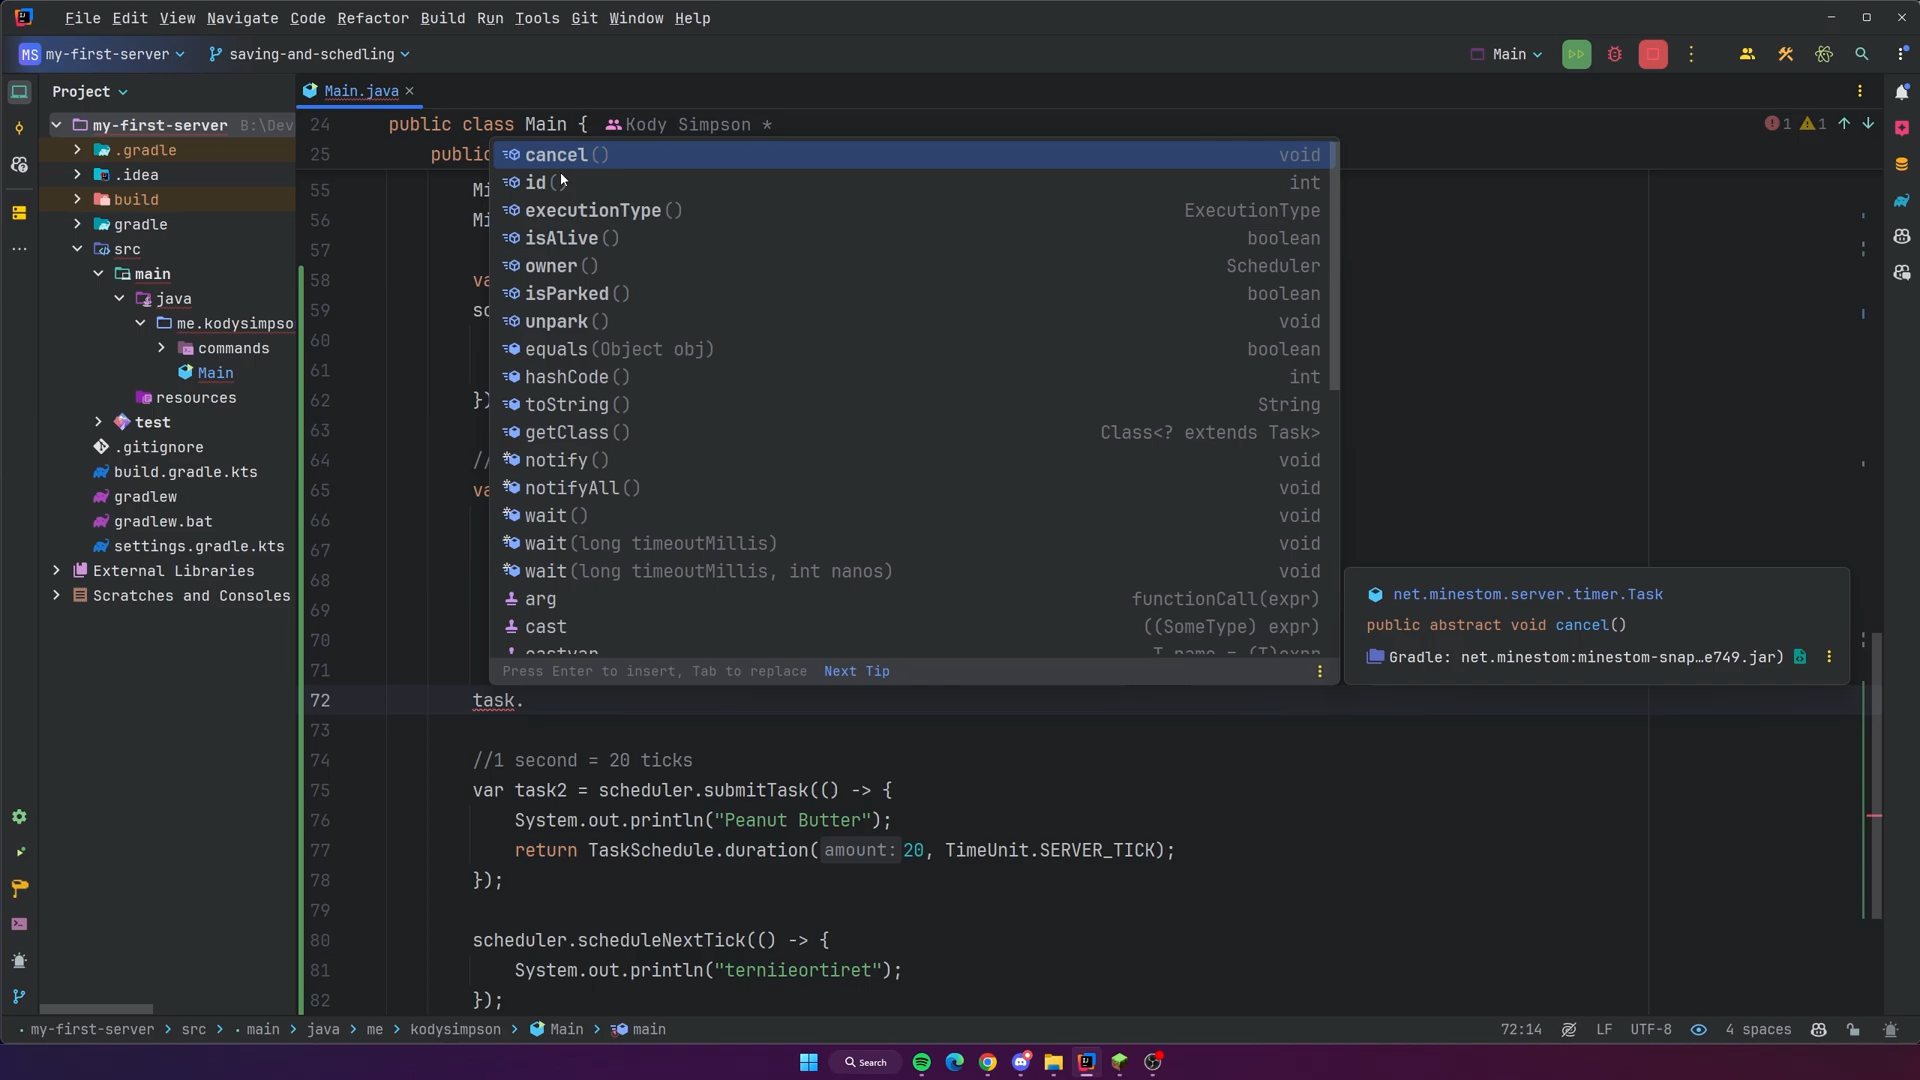 File Edit View Navigate Code Refactor Build Run Tools Git Window Help
MS my-first-server saving-and-schedling Main
Project
Main.java
my-first-server B:\Dev
.gradle
.idea
build
gradle
src
main
java
me.kodysimpso
commands
Main
resources
test
.gitignore
build.gradle.kts
gradlew
gradlew.bat
settings.gradle.kts
External Libraries
Scratches and Consoles
24 public class Main { Kody Simpson *
1 1
25 public
55 Mi
56 Mi
57
58 va
59 sc
60
61
62 })
63
64 //
65 va
66
67
68
69
70
71
cancel() void
id() int
executionType() ExecutionType
isAlive() boolean
owner() Scheduler
isParked() boolean
unpark() void
equals(Object obj) boolean
hashCode() int
toString() String
getClass() Class<? extends Task>
notify() void
notifyAll() void
wait() void
wait(long timeoutMillis) void
wait(long timeoutMillis, int nanos) void
arg functionCall(expr)
cast ((SomeType) expr)
Press Enter to insert, Tab to replace Next Tip
net.minestom.server.timer.Task
public abstract void cancel()
Gradle: net.minestom:minestom-snap…e749.jar)
72 task.
73
74 //1 second = 20 ticks
75 var task2 = scheduler.submitTask(() -> {
76 System.out.println("Peanut Butter");
77 return TaskSchedule.duration( amount: 20, TimeUnit.SERVER_TICK);
78 });
79
80 scheduler.scheduleNextTick(() -> {
81 System.out.println("terniieortiret");
82 });
my-first-server > src > main > java > me > kodysimpson > Main > main
72:14 LF UTF-8 4 spaces
Search